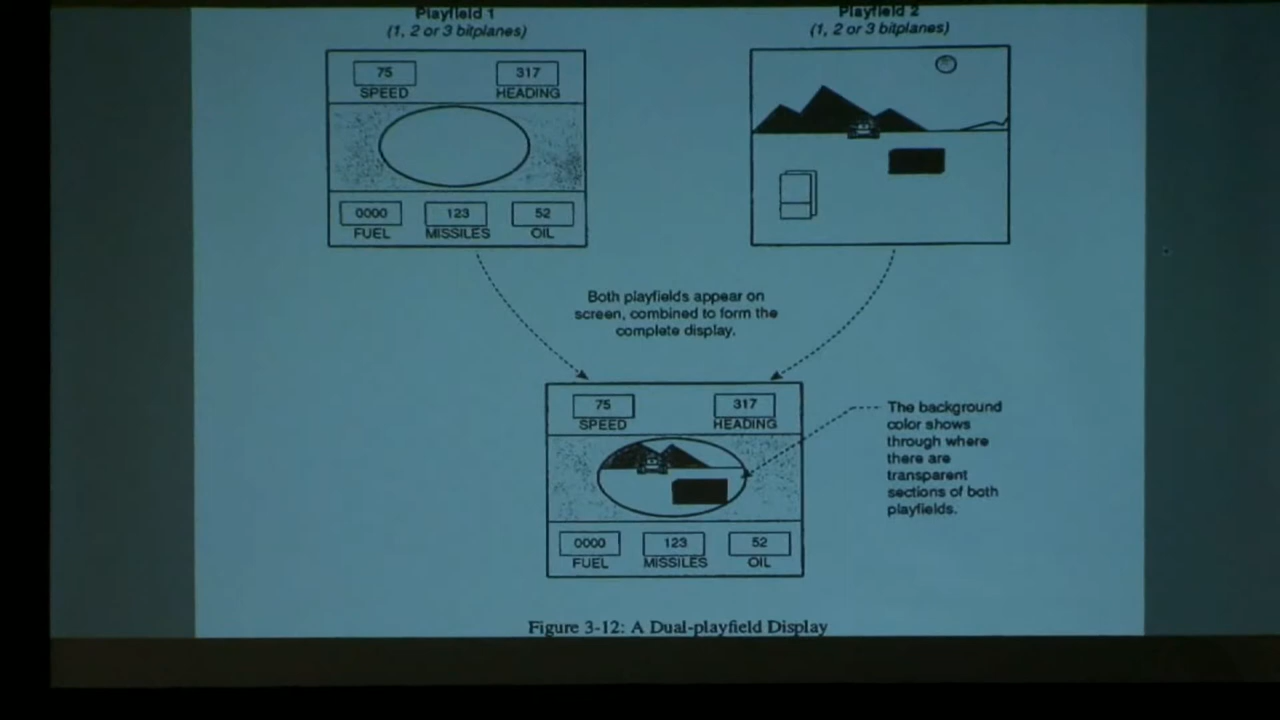 Playfield 1
(1, 2 or 3 bitplanes)
75
SPEED
317
HEADING
0000
FUEL
123
MISSILES
52
OIL
Playfield 2
(1, 2 or 3 bitplanes)
Both playfields appear on
screen, combined to form the
complete display.
75
SPEED
317
HEADING
0000
FUEL
123
MISSILES
52
OIL
The background
color shows
through where
there are
transparent
sections of both
playfields.
Figure 3-12: A Dual-playfield Display